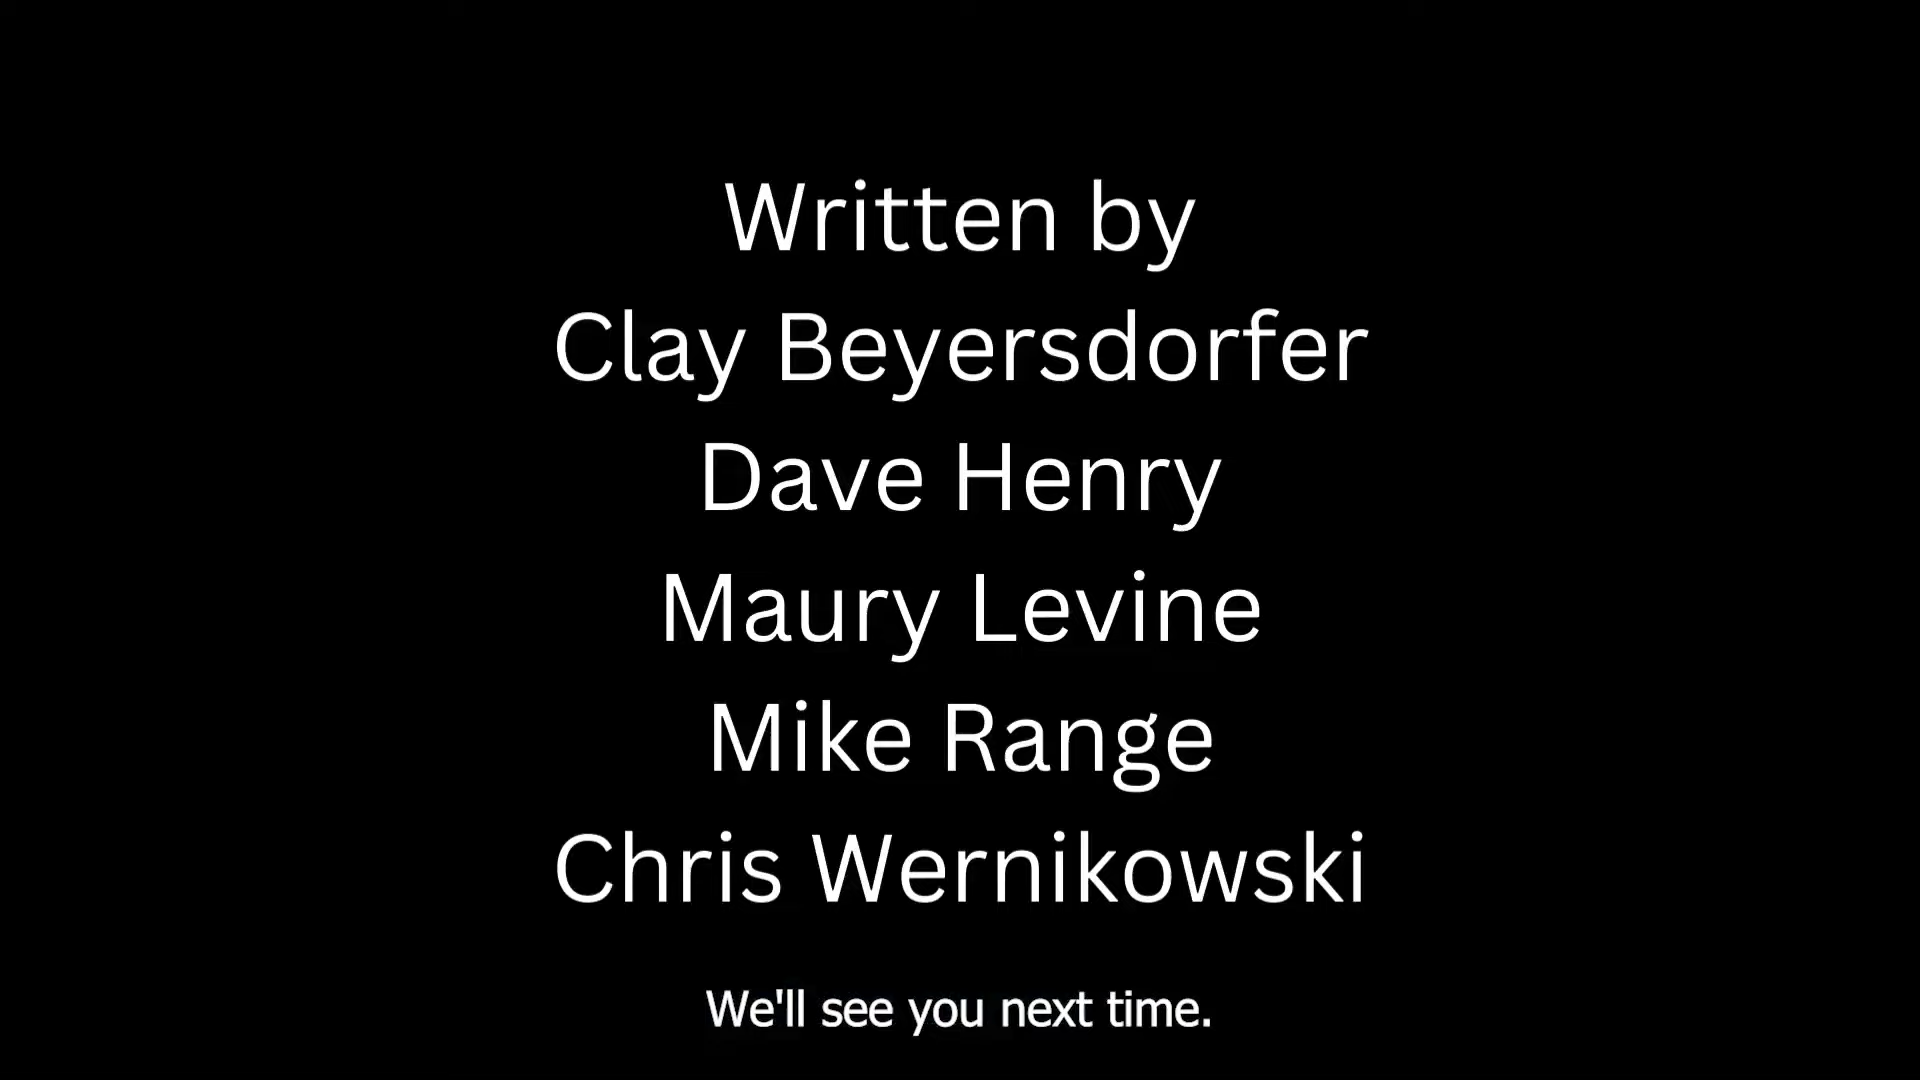 Written by
Clay Beyersdorfer
Dave Henry
Maury Levine
Mike Range
Chris Wernikowski
We'll see you next time.